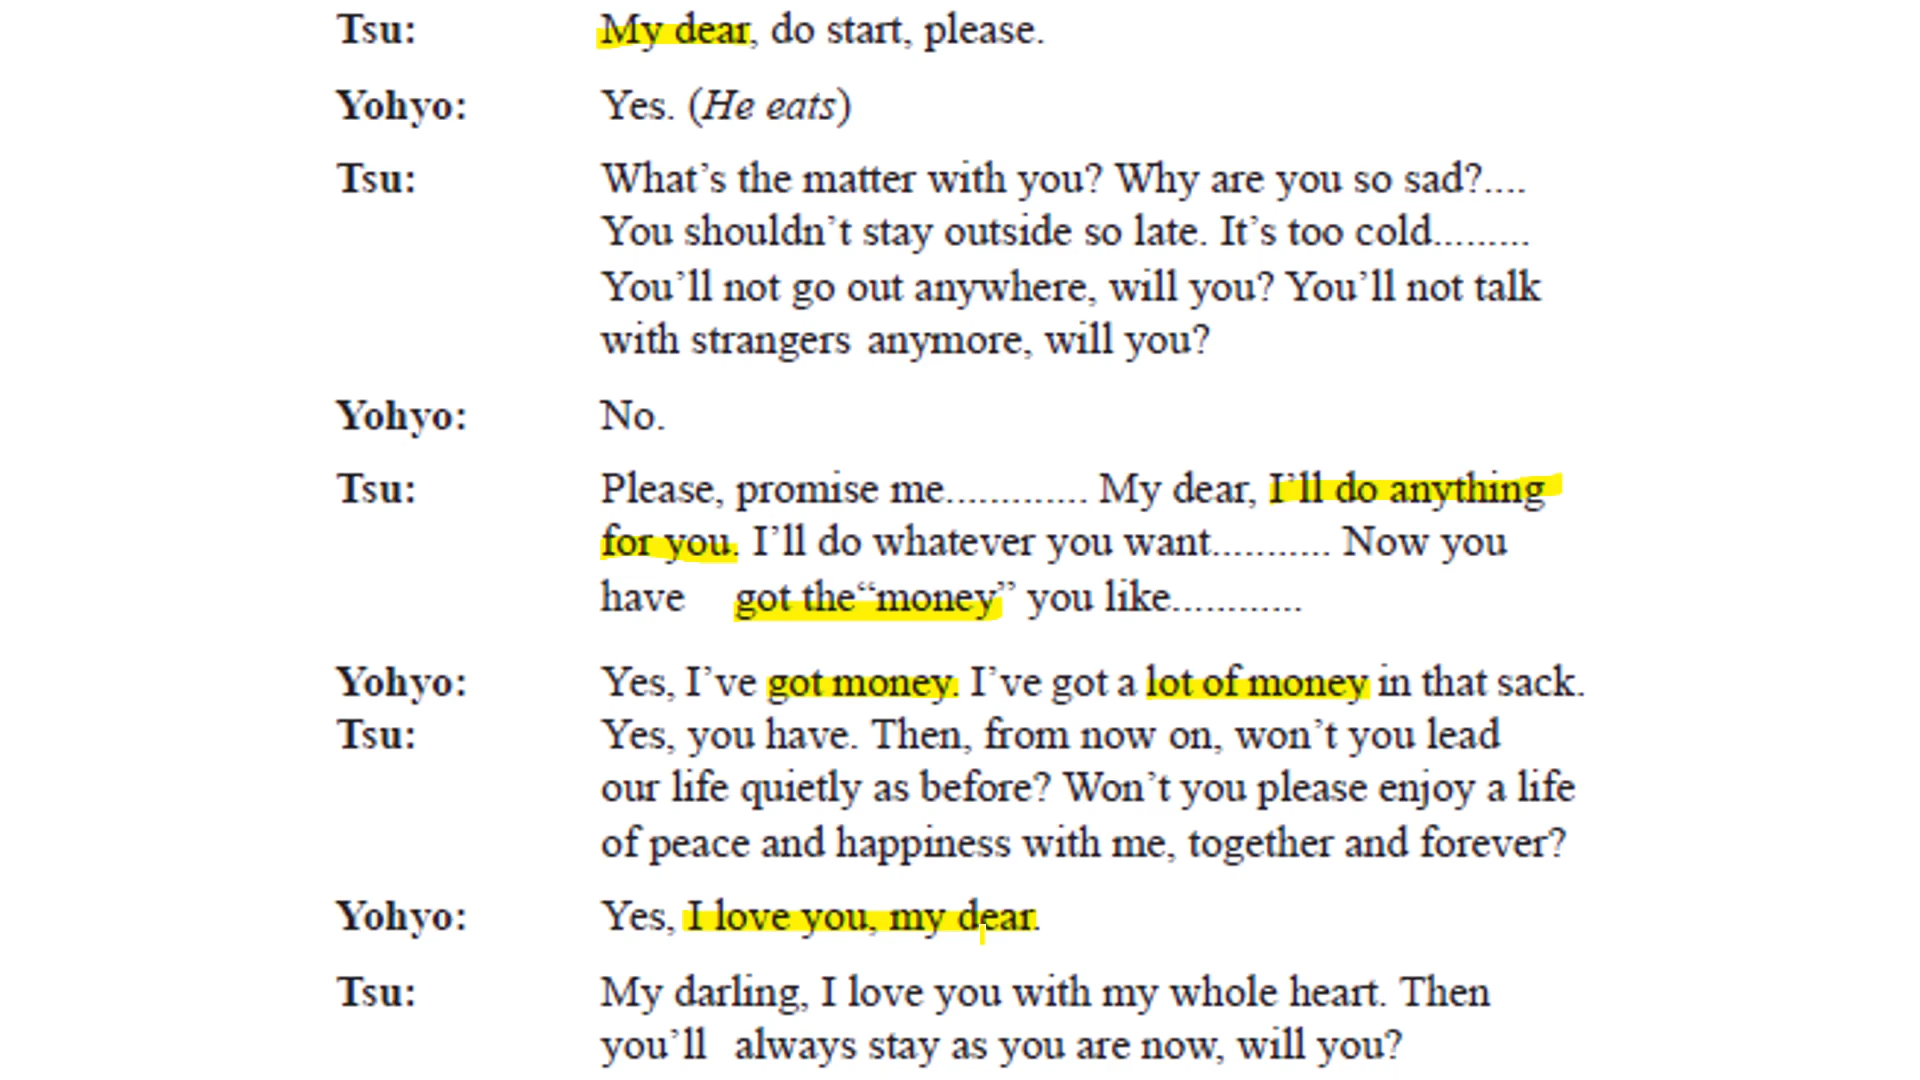 Tsu: My dear, do start, please.
Yohyo: Yes. (He eats)
Tsu: What's the matter with you? Why are you so sad?....
You shouldn't stay outside so late. It's too cold.........
You'll not go out anywhere, will you? You'll not talk
with strangers anymore, will you?
Yohyo: No.
Tsu: Please, promise me............. My dear, I'll do anything
for you. I'll do whatever you want........... Now you
have got the“money” you like............
Yohyo: Yes, I've got money. I've got a lot of money in that sack.
Tsu: Yes, you have. Then, from now on, won't you lead
our life quietly as before? Won't you please enjoy a life
of peace and happiness with me, together and forever?
Yohyo: Yes, I love you, my dear.
Tsu: My darling, I love you with my whole heart. Then
you'll always stay as you are now, will you?